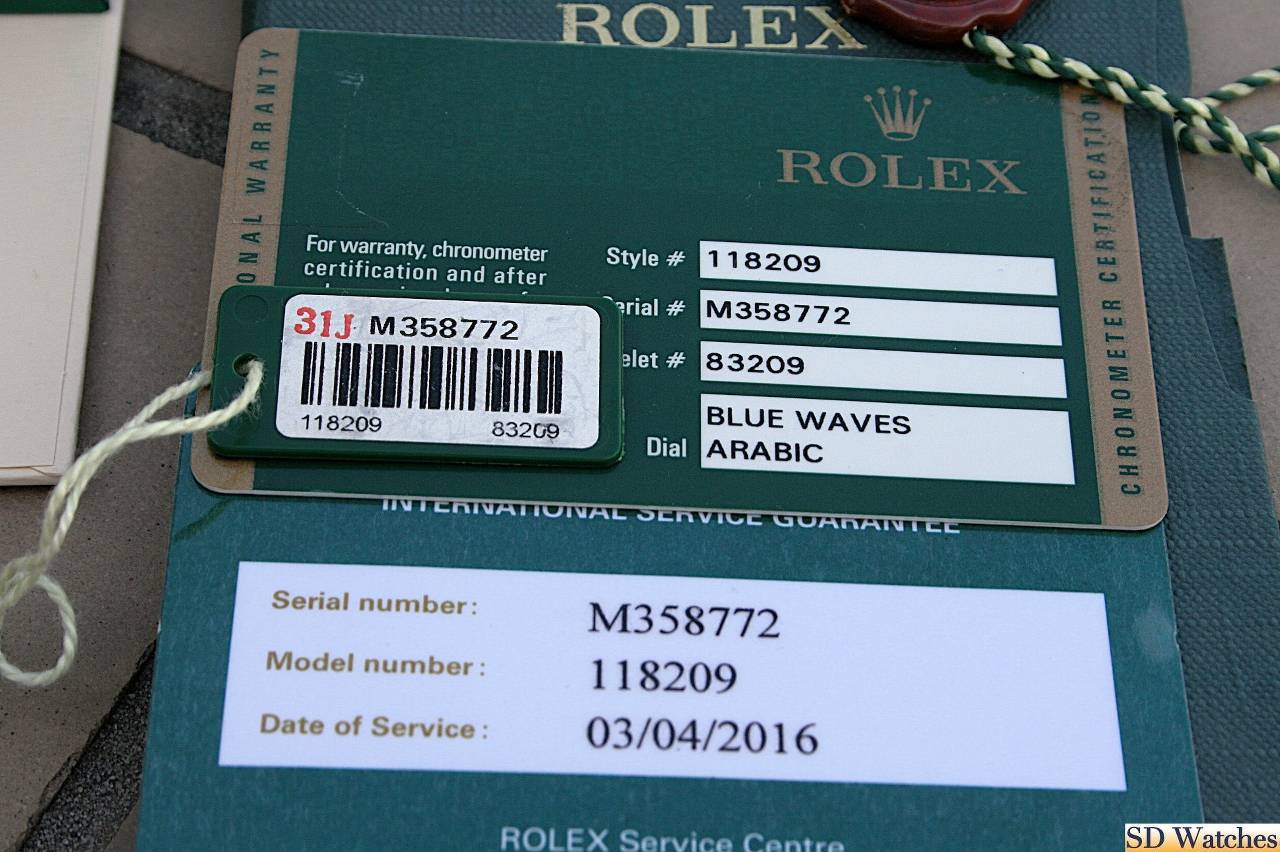 ROLEX
ROLEX
ONAL WARRANTY
CHRONOMETER CERTIFICATION
For warranty, chronometer
certification and after
Style # 118209
erial # M358772
elet # 83209
Dial BLUE WAVES
ARABIC
31J M358772
118209 83209
INTERNATIONAL SERVICE GUARANTEE
Serial number: M358772
Model number: 118209
Date of Service: 03/04/2016
ROLEX Service Centre
SD Watches